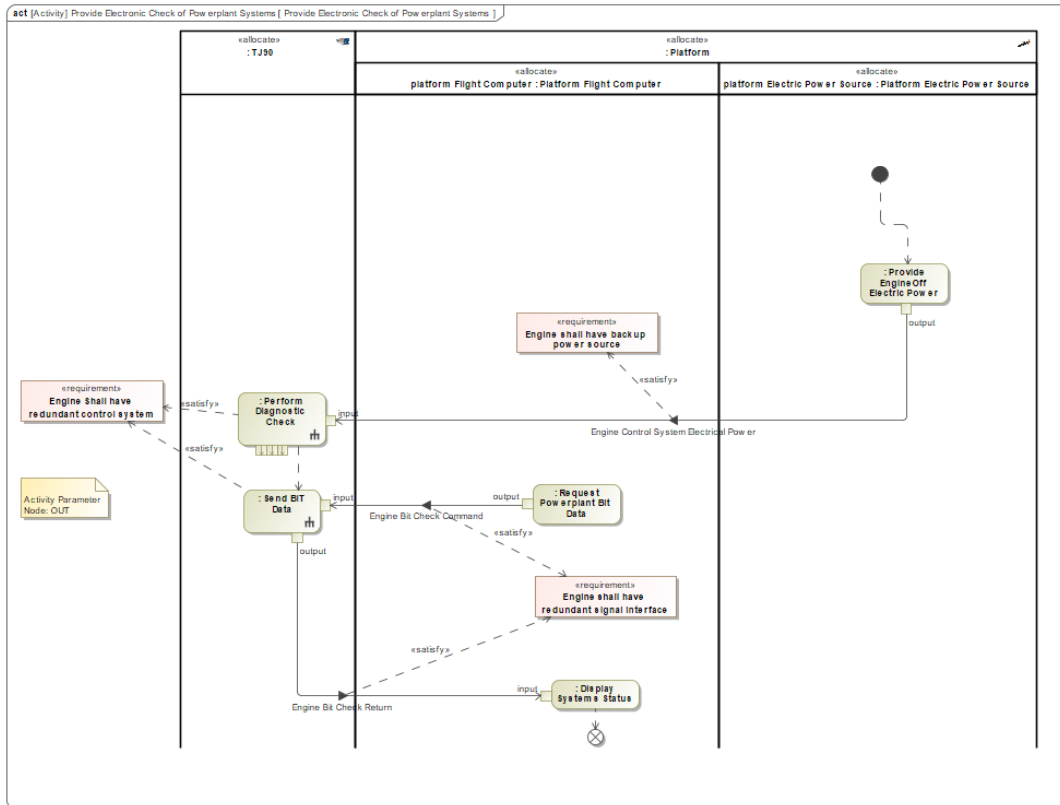 act [Activity] Provide Electronic Check of Powerplant Systems [ Provide Electronic Check of Powerplant Systems ]
«allocate»
: TJ90
«allocate»
: Platform
«allocate»
platform Flight Computer : Platform Flight Computer
«allocate»
platform Electric Power Source : Platform Electric Power Source
: Provide
EngineOff
Electric Power
output
«requirement»
Engine shall have backup
power source
«satisfy»
«requirement»
Engine Shall have
redundant control system
«satisfy»
: Perform
Diagnostic
Check
input
Engine Control System Electrical Power
«satisfy»
Activity Parameter
Node: OUT
: Send BIT
Data
input
output
: Request
Powerplant Bit
Data
Engine Bit Check Command
«satisfy»
output
«requirement»
Engine shall have
redundant signal interface
«satisfy»
input
: Display
Systems Status
Engine Bit Check Return